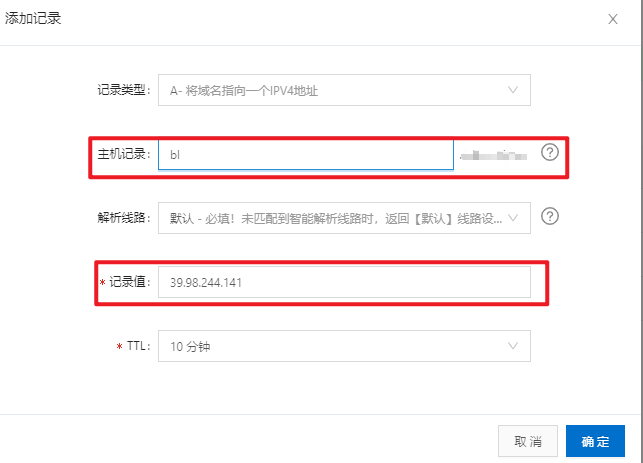 添加记录
记录类型: A- 将域名指向一个IPV4地址
主机记录: bl
解析线路: 默认 - 必填！未匹配到智能解析线路时，返回【默认】线路设...
* 记录值: 39.98.244.141
* TTL: 10 分钟
取 消 确 定